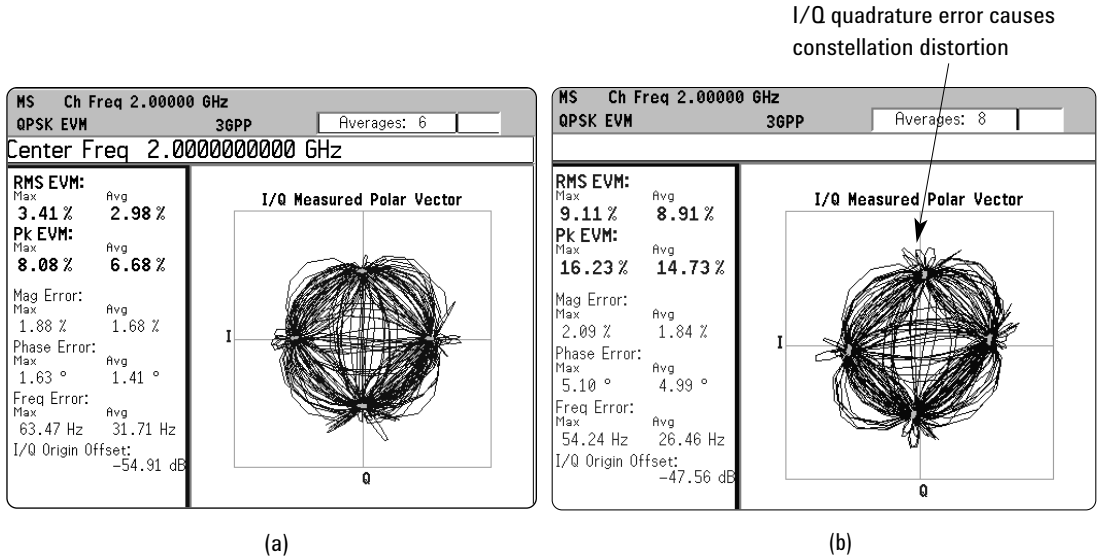 I/Q quadrature error causes
constellation distortion
MS Ch Freq 2.00000 GHz
QPSK EVM 3GPP Averages: 6
Center Freq 2.0000000000 GHz
RMS EVM:
Max Avg
3.41 % 2.98 %
Pk EVM:
Max Avg
8.08 % 6.68 %
Mag Error:
Max Avg
1.88 % 1.68 %
Phase Error:
Max Avg
1.63 ° 1.41 °
Freq Error:
Max Avg
63.47 Hz 31.71 Hz
I/Q Origin Offset:
-54.91 dB
I/Q Measured Polar Vector
I
Q
(a)
MS Ch Freq 2.00000 GHz
QPSK EVM 3GPP Averages: 8
RMS EVM:
Max Avg
9.11 % 8.91 %
Pk EVM:
Max Avg
16.23 % 14.73 %
Mag Error:
Max Avg
2.09 % 1.84 %
Phase Error:
Max Avg
5.10 ° 4.99 °
Freq Error:
Max Avg
54.24 Hz 26.46 Hz
I/Q Origin Offset:
-47.56 dB
I/Q Measured Polar Vector
I
Q
(b)